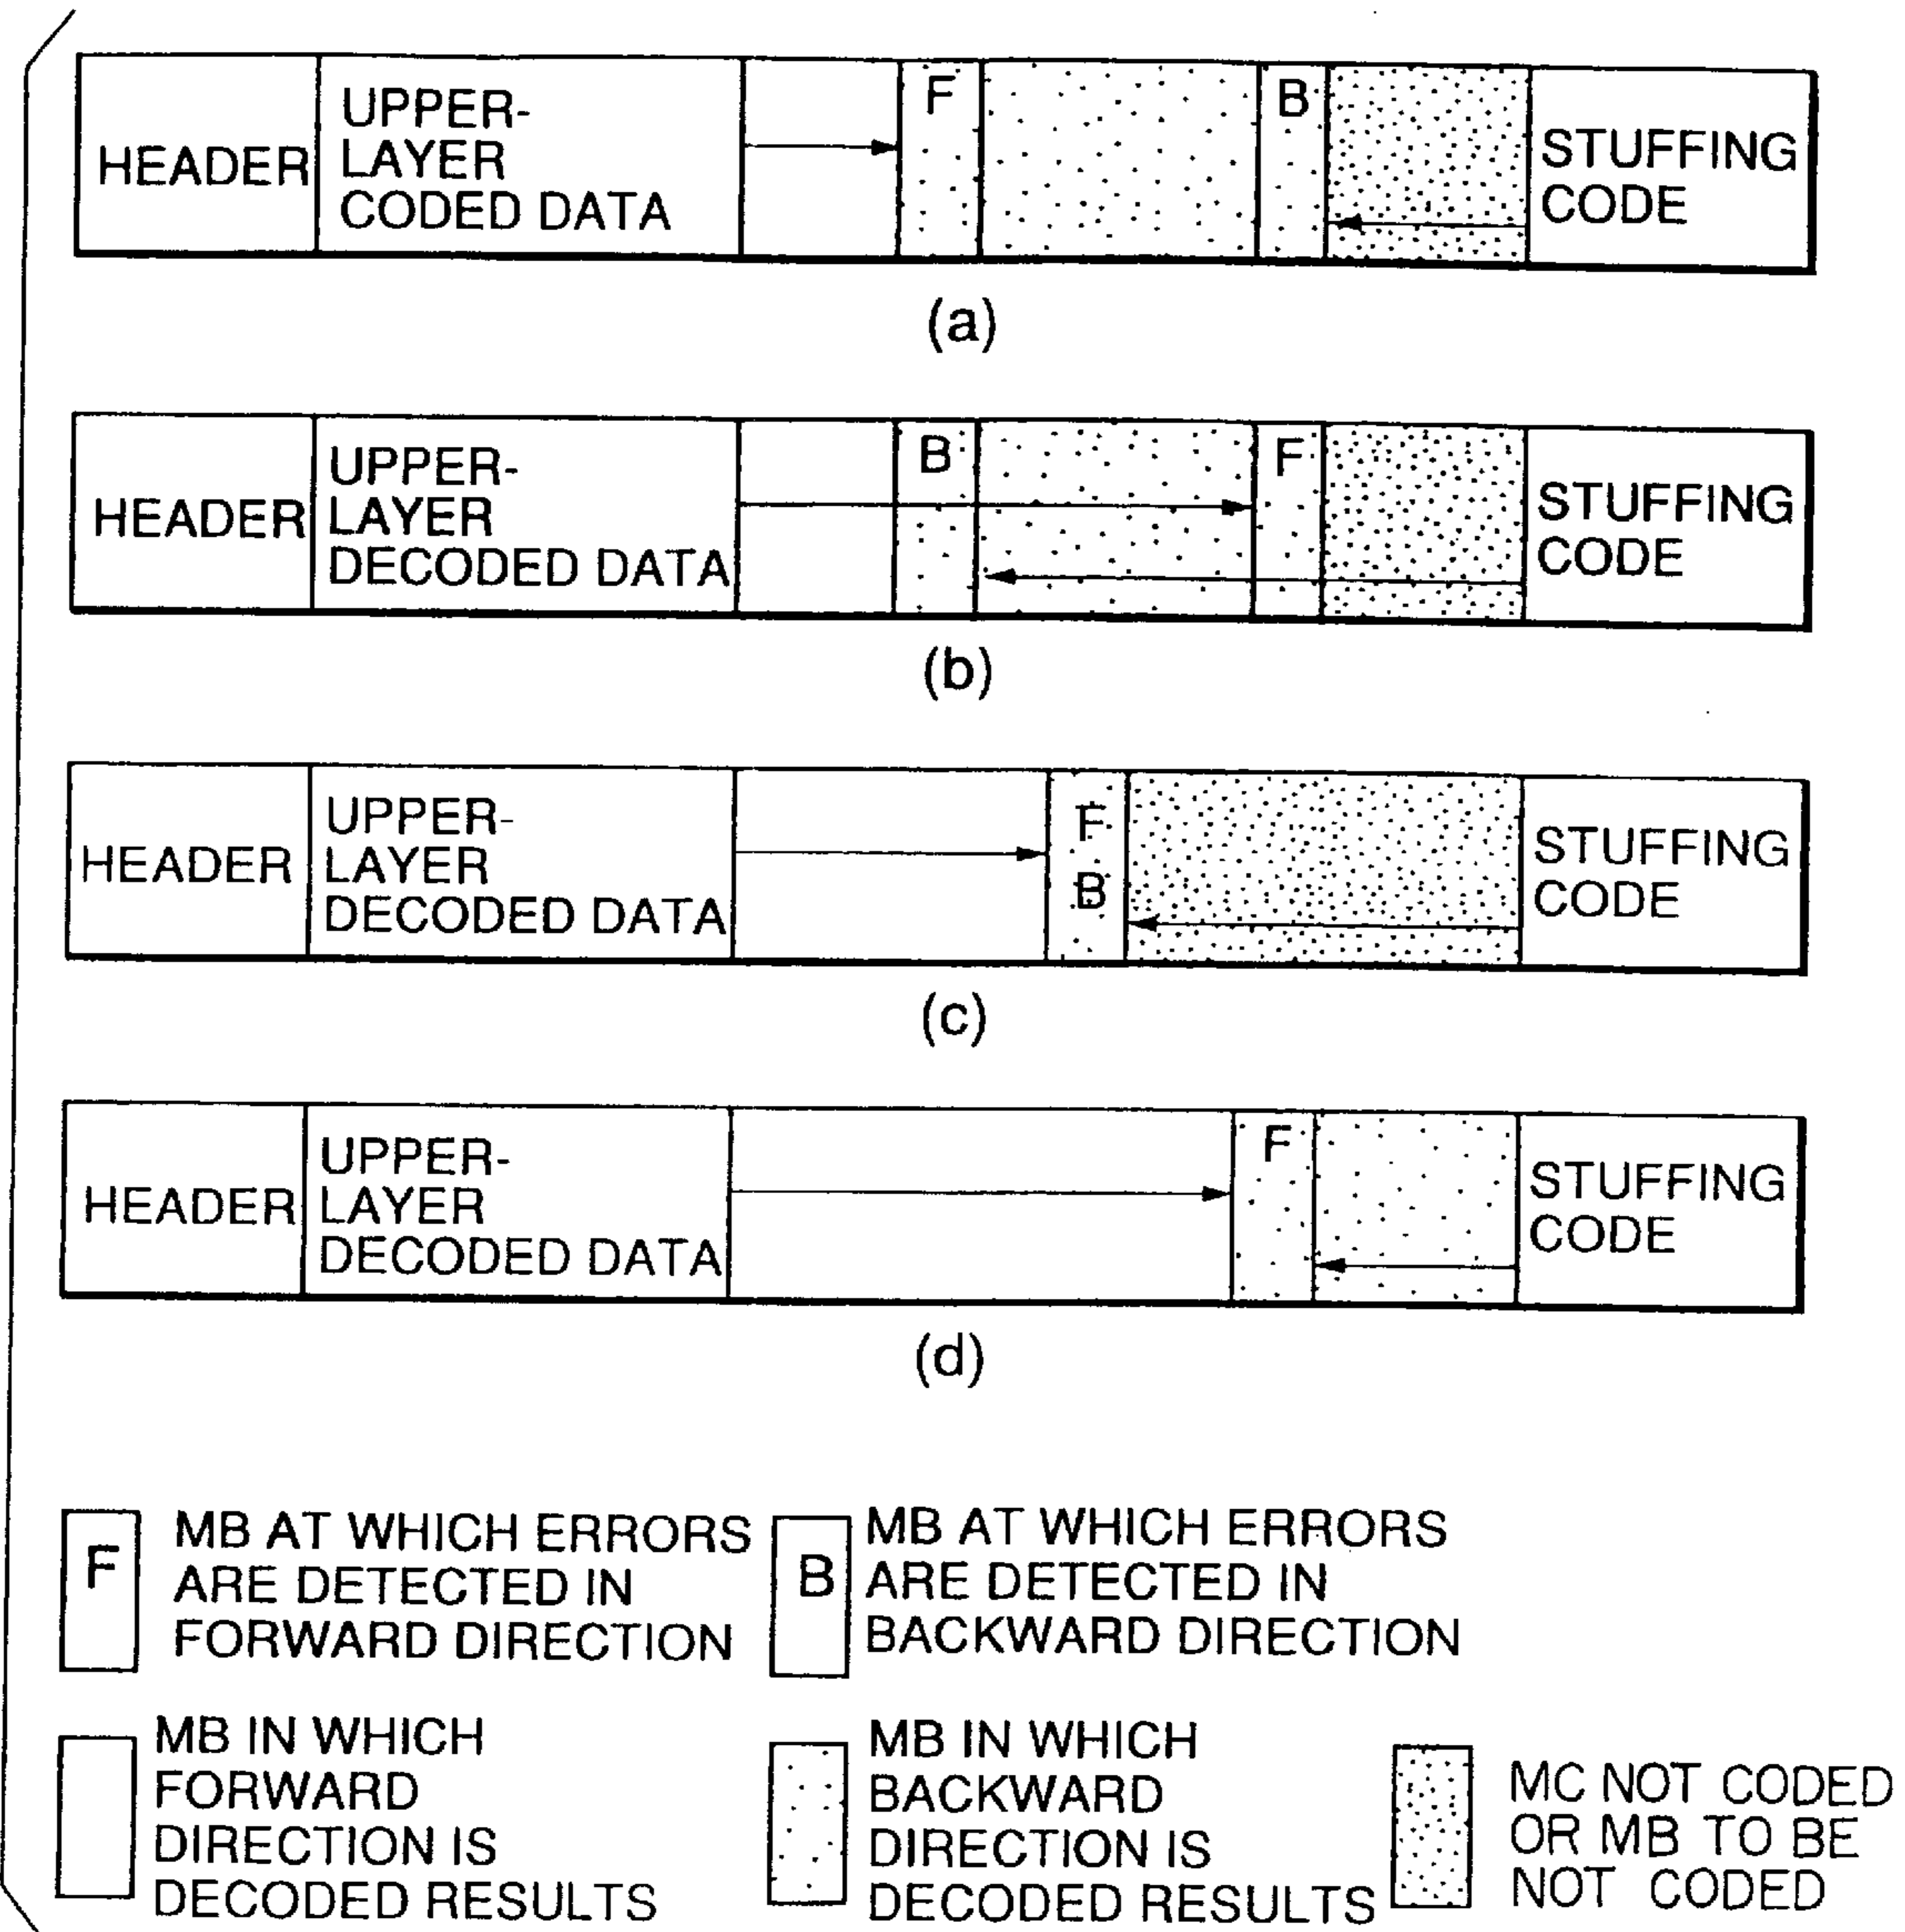 HEADER
UPPER-
LAYER
CODED DATA
F
B
STUFFING
CODE
(a)
HEADER
UPPER-
LAYER
DECODED DATA
B
F
STUFFING
CODE
(b)
HEADER
UPPER-
LAYER
DECODED DATA
F
B
STUFFING
CODE
(c)
HEADER
UPPER-
LAYER
DECODED DATA
F
STUFFING
CODE
(d)
F
MB AT WHICH ERRORS
ARE DETECTED IN
FORWARD DIRECTION
B
MB AT WHICH ERRORS
ARE DETECTED IN
BACKWARD DIRECTION
MB IN WHICH
FORWARD
DIRECTION IS
DECODED RESULTS
MB IN WHICH
BACKWARD
DIRECTION IS
DECODED RESULTS
MC NOT CODED
OR MB TO BE
NOT CODED